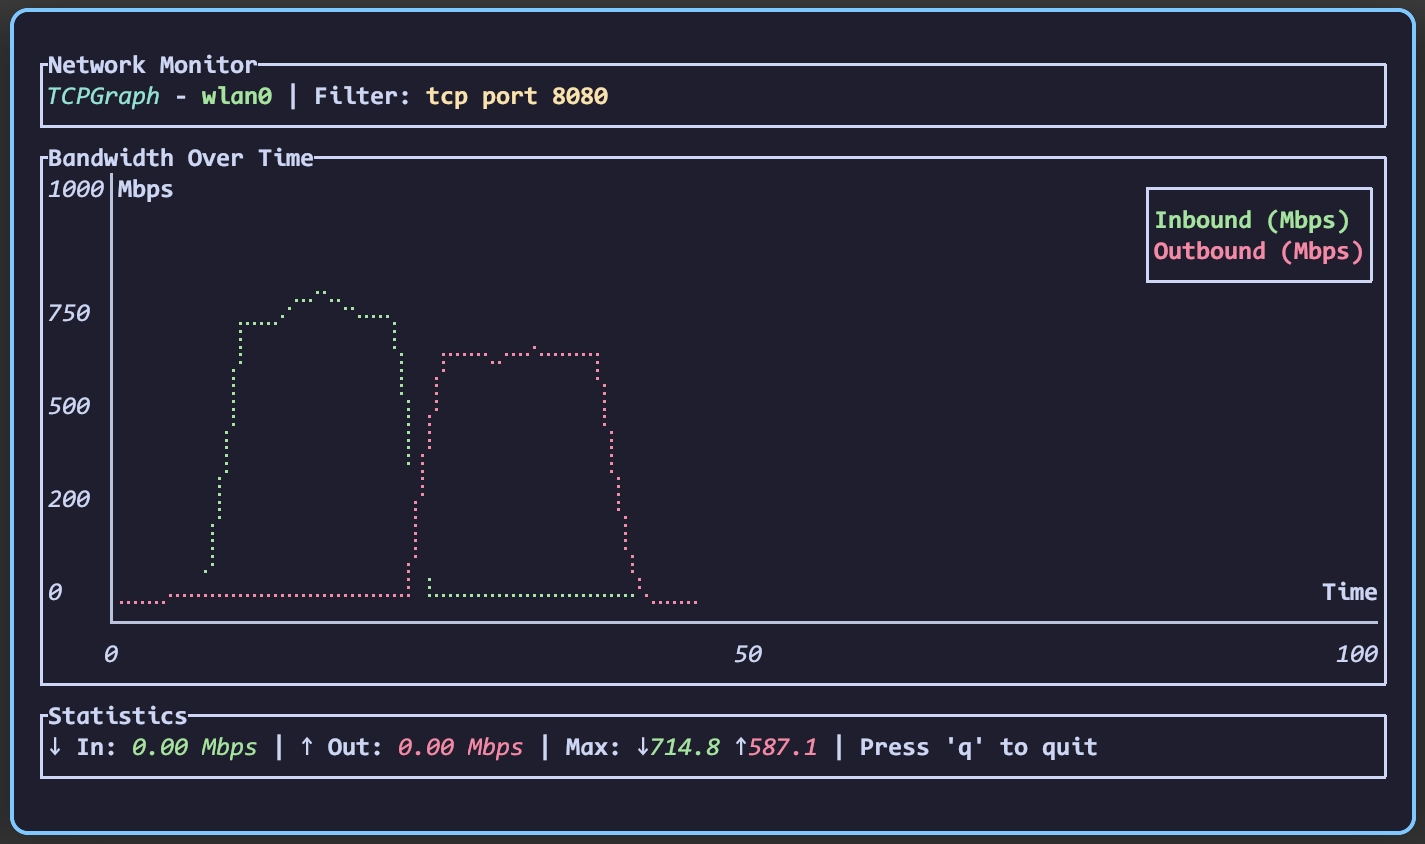 Network Monitor
TCPGraph - wlan0 | Filter: tcp port 8080
Bandwidth Over Time
1000 Mbps
Inbound (Mbps)
Outbound (Mbps)
750
500
200
0
Time
0 50 100
Statistics
↓ In: 0.00 Mbps | ↑ Out: 0.00 Mbps | Max: ↓714.8 ↑587.1 | Press 'q' to quit